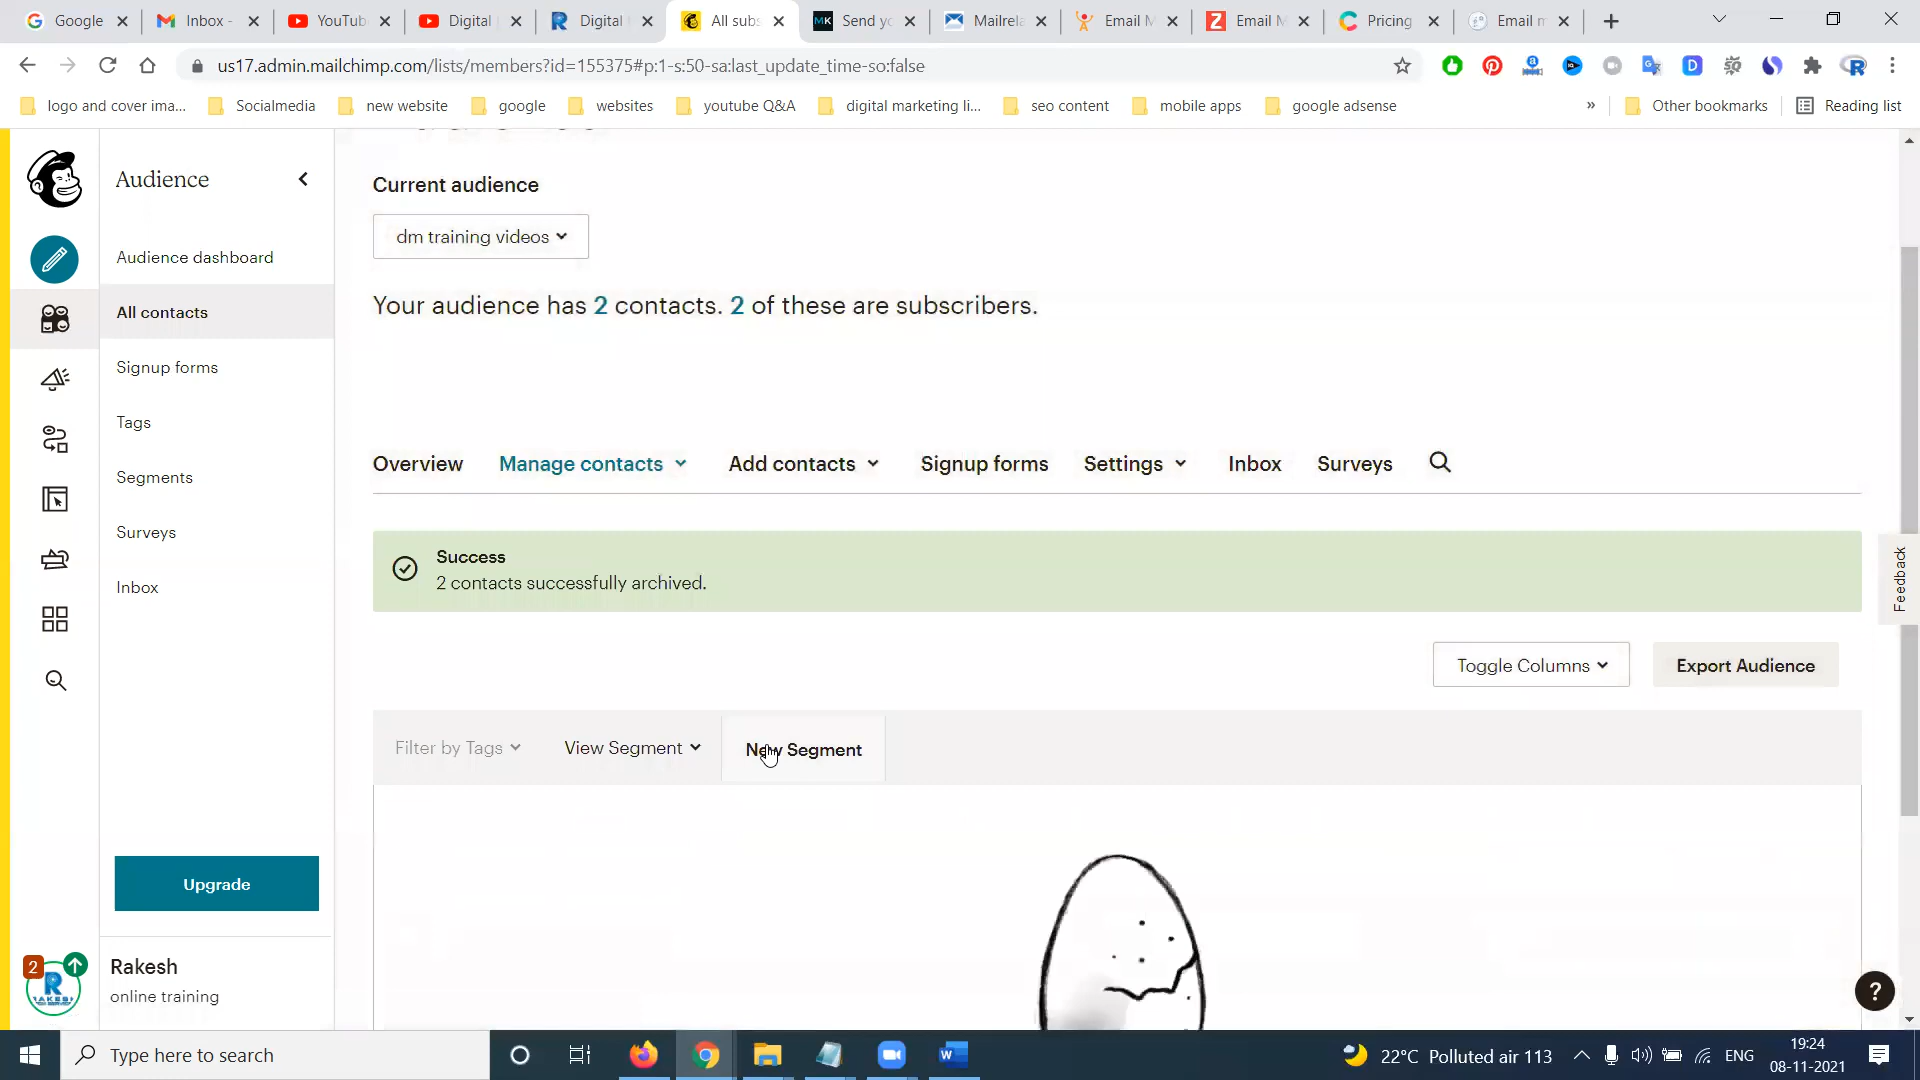 Google
Inbox -
YouTub
Digital
Digital
All subs
MK
Send yo
Mailrela
Email M
Email M
Pricing
Email m
us17.admin.mailchimp.com/lists/members?id=155375#p:1-s:50-sa:last_update_time-so:false
logo and cover ima...
Socialmedia
new website
google
websites
youtube Q&A
digital marketing li...
seo content
mobile apps
google adsense
»
Other bookmarks
Reading list
Audience
Audience dashboard
All contacts
Signup forms
Tags
Segments
Surveys
Inbox
Upgrade
2
Rakesh
online training
Current audience
dm training videos
Your audience has 2 contacts. 2 of these are subscribers.
Overview
Manage contacts
Add contacts
Signup forms
Settings
Inbox
Surveys
Success
2 contacts successfully archived.
Feedback
Toggle Columns
Export Audience
Filter by Tags
View Segment
New Segment
?
Type here to search
22°C Polluted air 113
ENG
19:24
08-11-2021